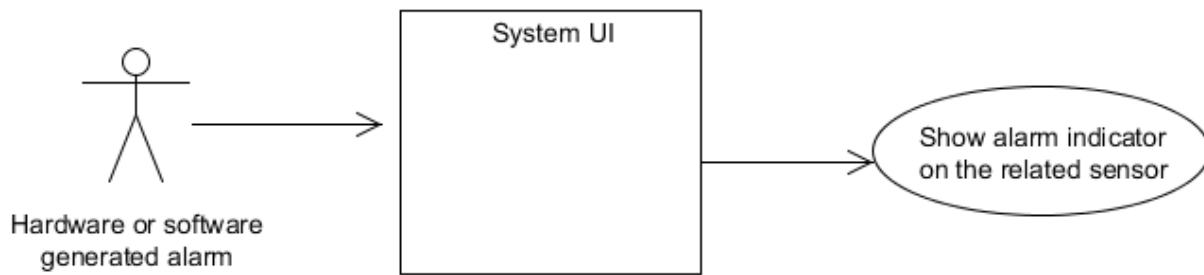 System UI
Show alarm indicator
on the related sensor
Hardware or software
generated alarm